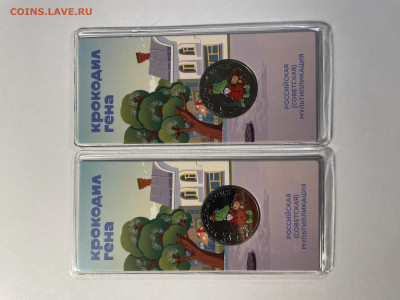 COINS.LAVE.RU
крокодил
гена
РОССИЙСКАЯ
(СОВЕТСКАЯ)
МУЛЬТИПЛИКАЦИЯ
крокодил
гена
РОССИЙСКАЯ
(СОВЕТСКАЯ)
МУЛЬТИПЛИКАЦИЯ